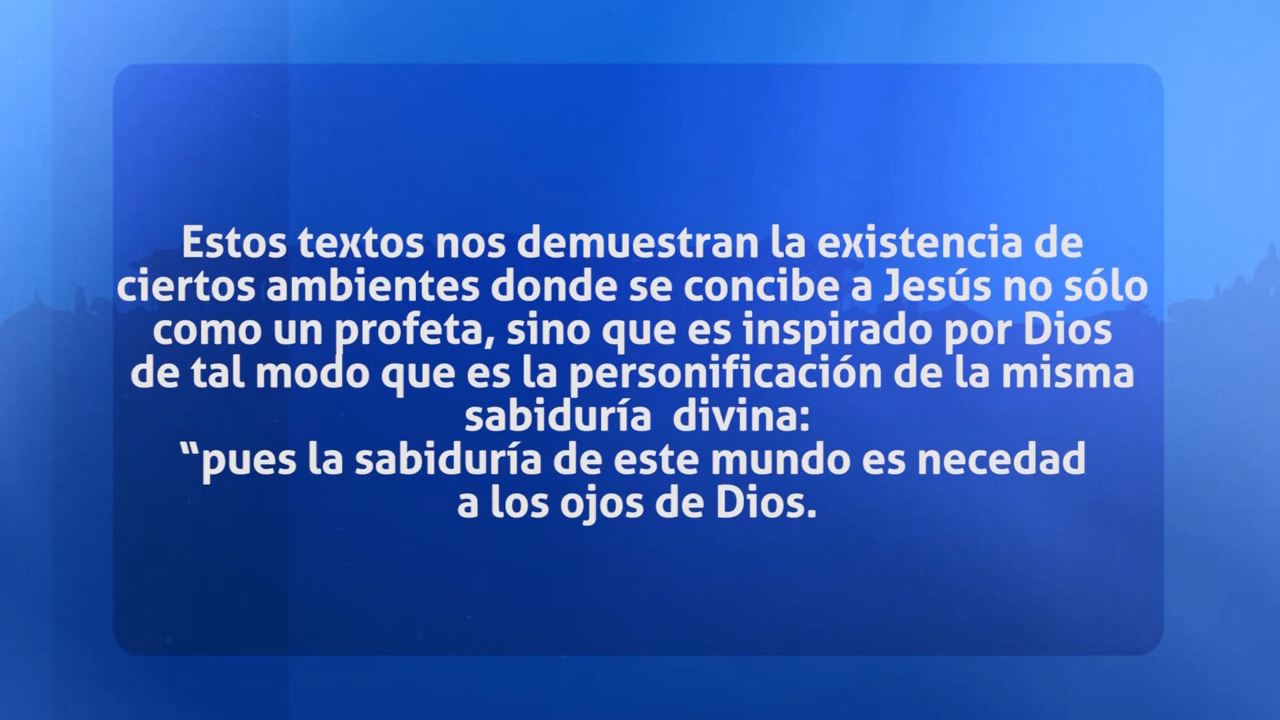 Estos textos nos demuestran la existencia de
ciertos ambientes donde se concibe a Jesús no sólo
como un profeta, sino que es inspirado por Dios
de tal modo que es la personificación de la misma
sabiduría  divina:
“pues la sabiduría de este mundo es necedad
a los ojos de Dios.